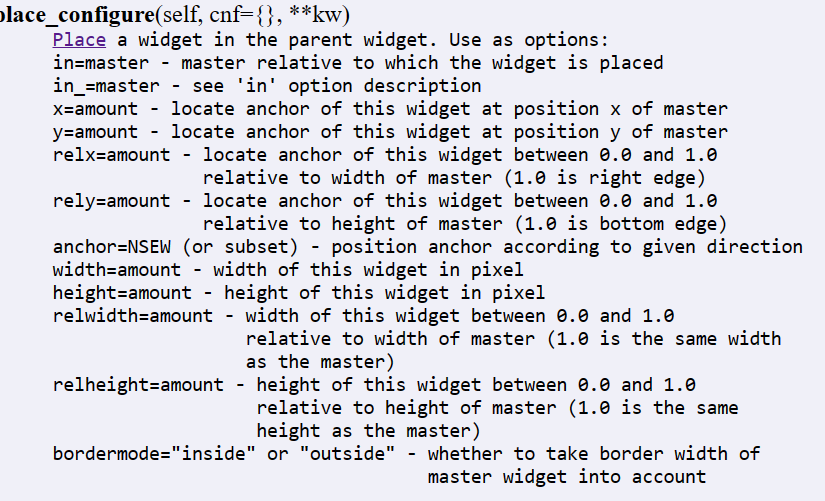 place_configure(self, cnf={}, **kw)
Place a widget in the parent widget. Use as options:
in=master - master relative to which the widget is placed
in_=master - see 'in' option description
x=amount - locate anchor of this widget at position x of master
y=amount - locate anchor of this widget at position y of master
relx=amount - locate anchor of this widget between 0.0 and 1.0
relative to width of master (1.0 is right edge)
rely=amount - locate anchor of this widget between 0.0 and 1.0
relative to height of master (1.0 is bottom edge)
anchor=NSEW (or subset) - position anchor according to given direction
width=amount - width of this widget in pixel
height=amount - height of this widget in pixel
relwidth=amount - width of this widget between 0.0 and 1.0
relative to width of master (1.0 is the same width
as the master)
relheight=amount - height of this widget between 0.0 and 1.0
relative to height of master (1.0 is the same
height as the master)
bordermode="inside" or "outside" - whether to take border width of
master widget into account